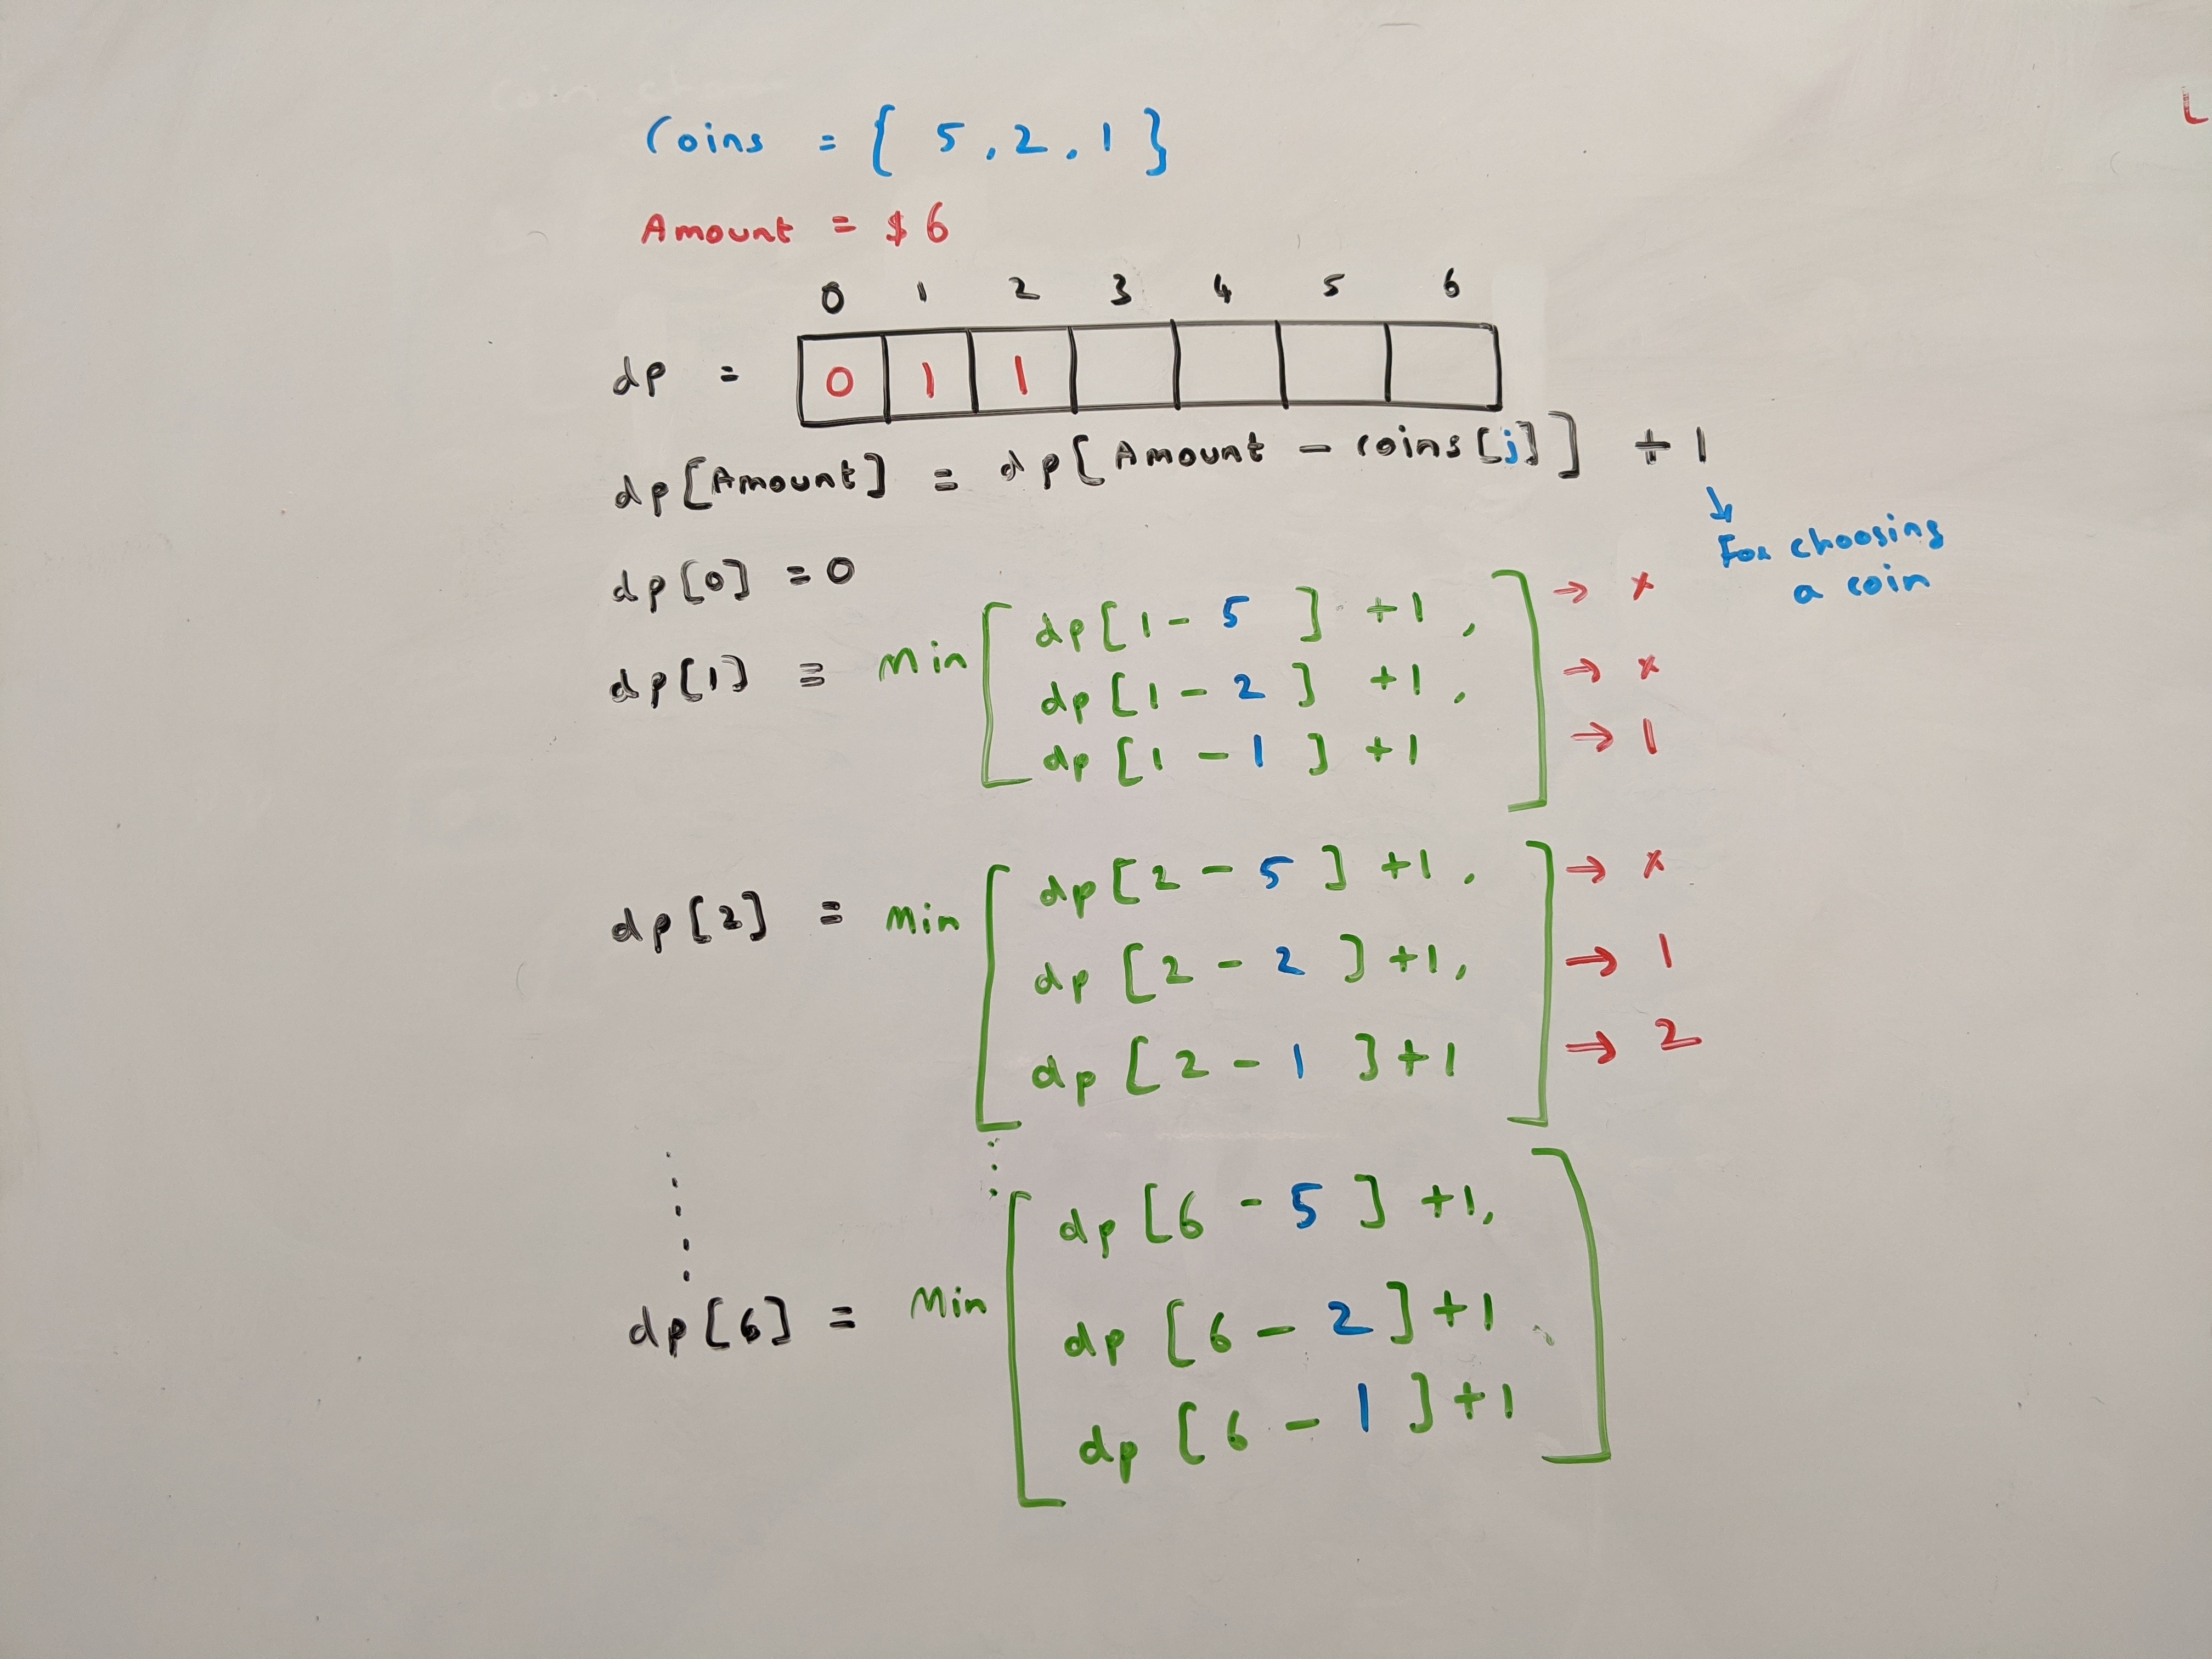 Coins = { 5, 2, 1 }
Amount = $6
0 1 2 3 4 5 6
dp = 0 1 1
dp[Amount] = dp[Amount - coins[j]] + 1
↓
For choosing
a coin
dp[0] = 0
dp[1] = Min [ dp[1 - 5] + 1, → ×
dp[1 - 2] + 1, → ×
dp[1 - 1] + 1 ] → 1
dp[2] = Min [ dp[2 - 5] + 1, → ×
dp[2 - 2] + 1, → 1
dp[2 - 1] + 1 ] → 2
dp[6] = Min [ dp[6 - 5] + 1,
dp[6 - 2] + 1
dp[6 - 1] + 1 ]